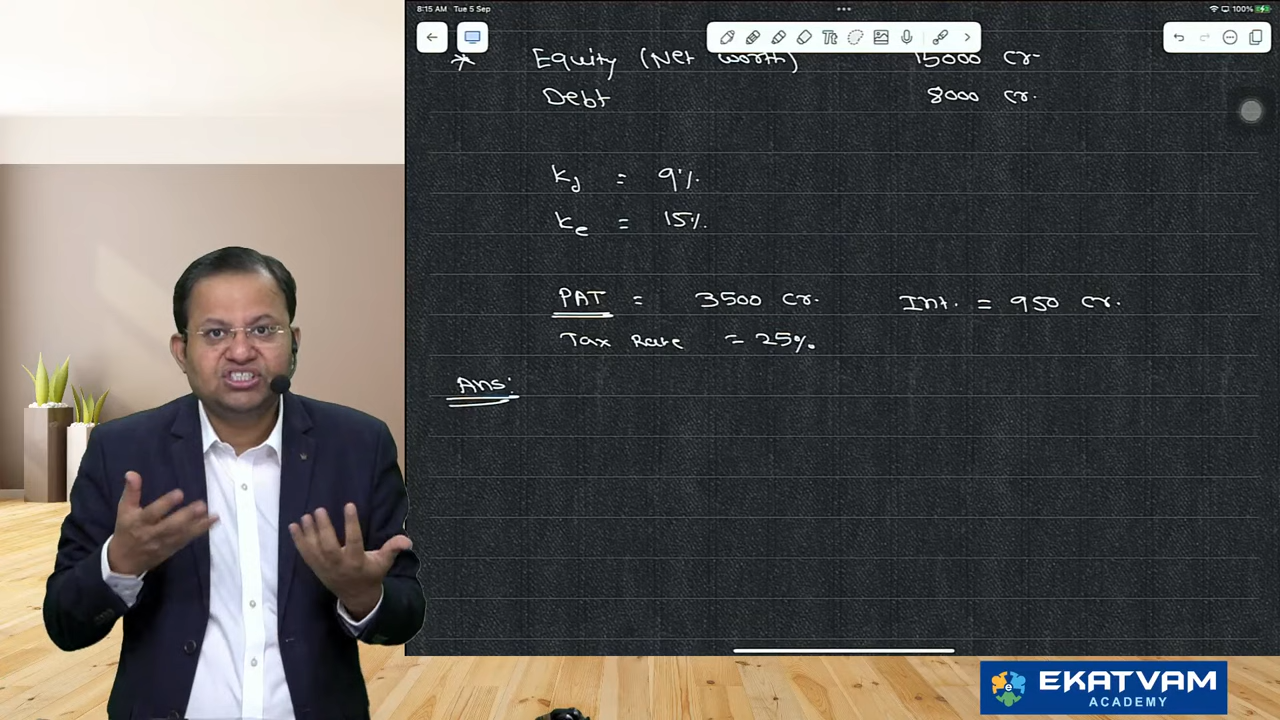 8:15 AM Tue 5 Sep
100%
* Equity (Net worth) 15000 cr.
Debt 8000 cr.
Kd = 9%
Ke = 15%
PAT = 3500 Cr. Int. = 950 Cr.
Tax Rate = 25%
Ans:
EKATVAM
ACADEMY